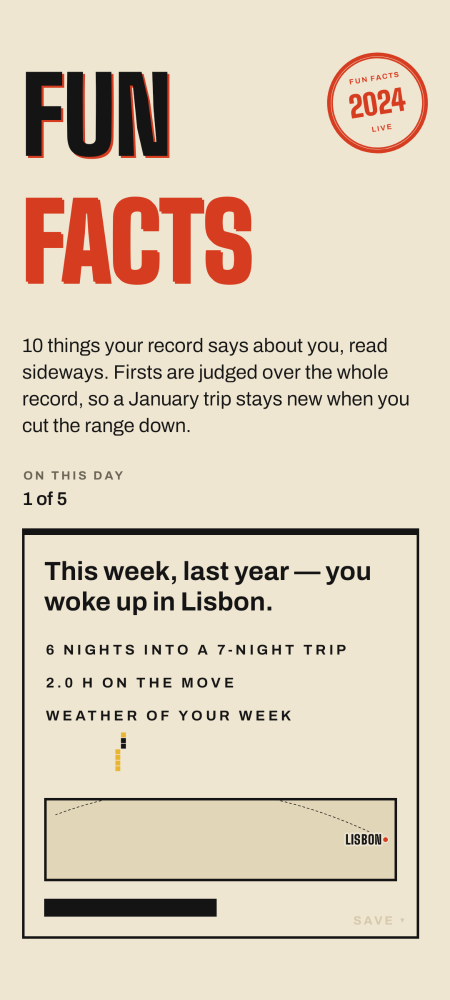 FUN
FACTS
FUN FACTS
2024
LIVE
10 things your record says about you, read
sideways. Firsts are judged over the whole
record, so a January trip stays new when you
cut the range down.
ON THIS DAY
1 of 5
This week, last year — you
woke up in Lisbon.
6 NIGHTS INTO A 7-NIGHT TRIP
2.0 H ON THE MOVE
WEATHER OF YOUR WEEK
LISBON
SAVE